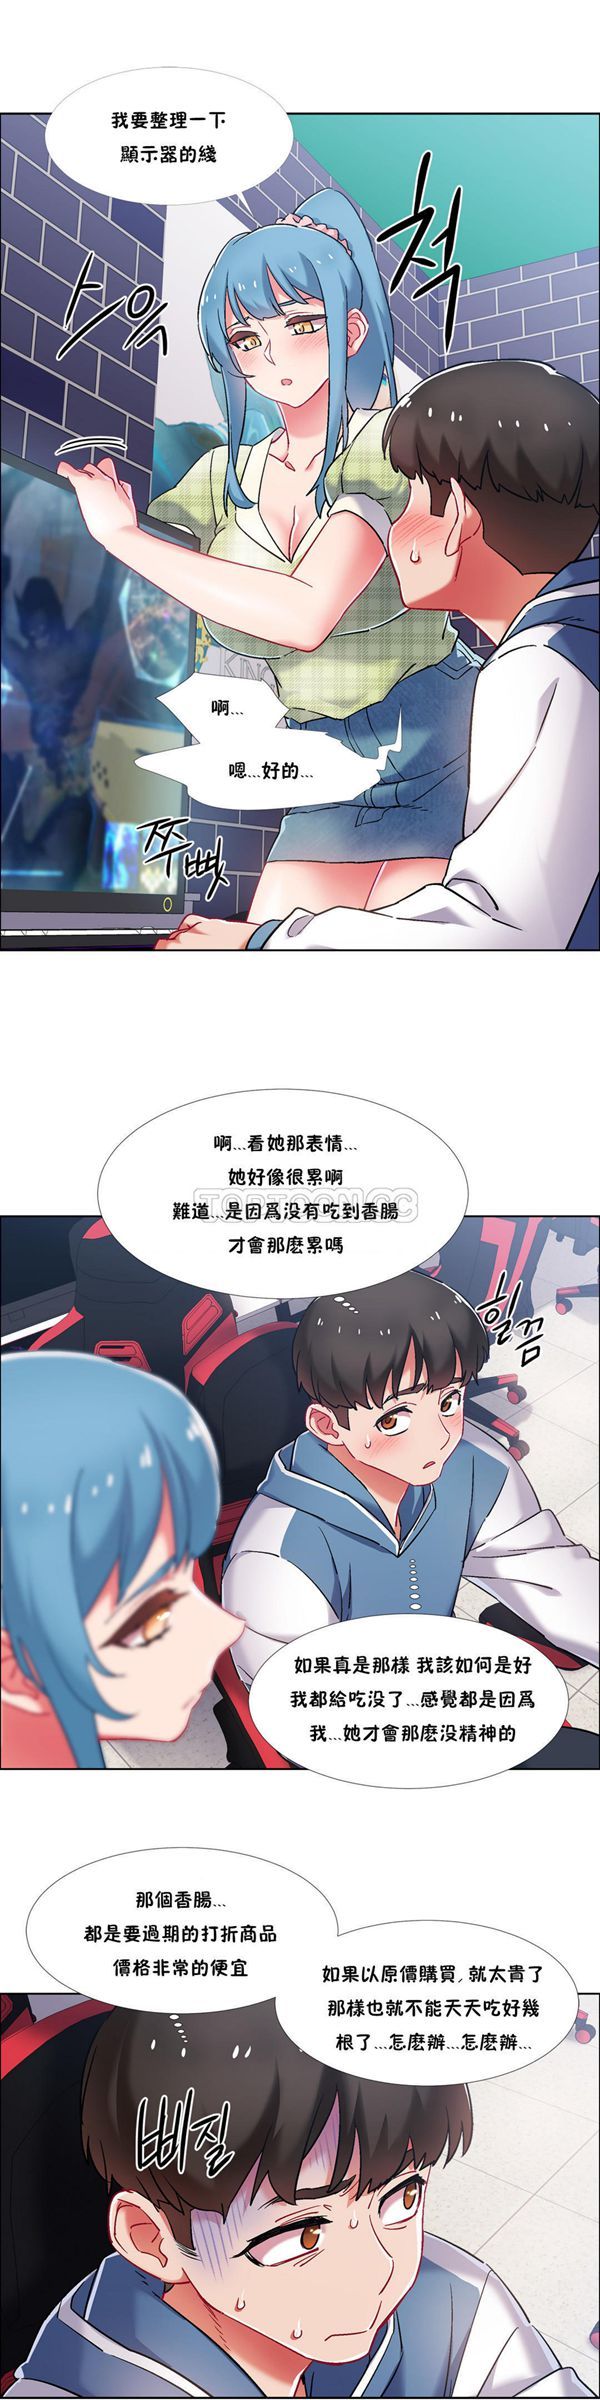 我要整理一下
顯示器的綫
스윽
척
KING
啊...
嗯...好的...
쭈뼛
啊...看她那表情...
她好像很累啊
難道...是因爲没有吃到香腸
才會那麽累嗎
TOPTOON.CC
힐끔
如果真是那樣 我該如何是好
我都給吃没了...感覺都是因爲
我...她才會那麽没精神的
那個香腸...
都是要過期的打折商品
價格非常的便宜
如果以原價購買, 就太貴了
那樣也就不能天天吃好幾
根了...怎麽辦...怎麽辦...
삐질